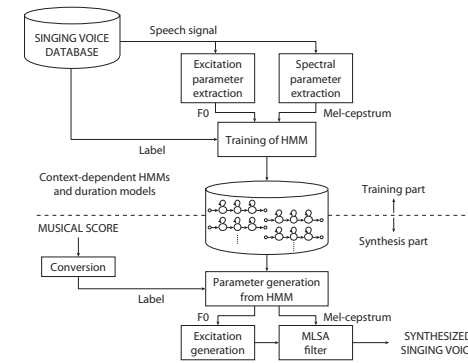 SINGING VOICE
DATABASE
Speech signal
Excitation
parameter
extraction
Spectral
parameter
extraction
F0
Mel-cepstrum
Label
Training of HMM
Context-dependent HMMs
and duration models
Training part
Synthesis part
MUSICAL SCORE
Conversion
Label
Parameter generation
from HMM
F0
Mel-cepstrum
Excitation
generation
MLSA
filter
SYNTHESIZED
SINGING VOICE